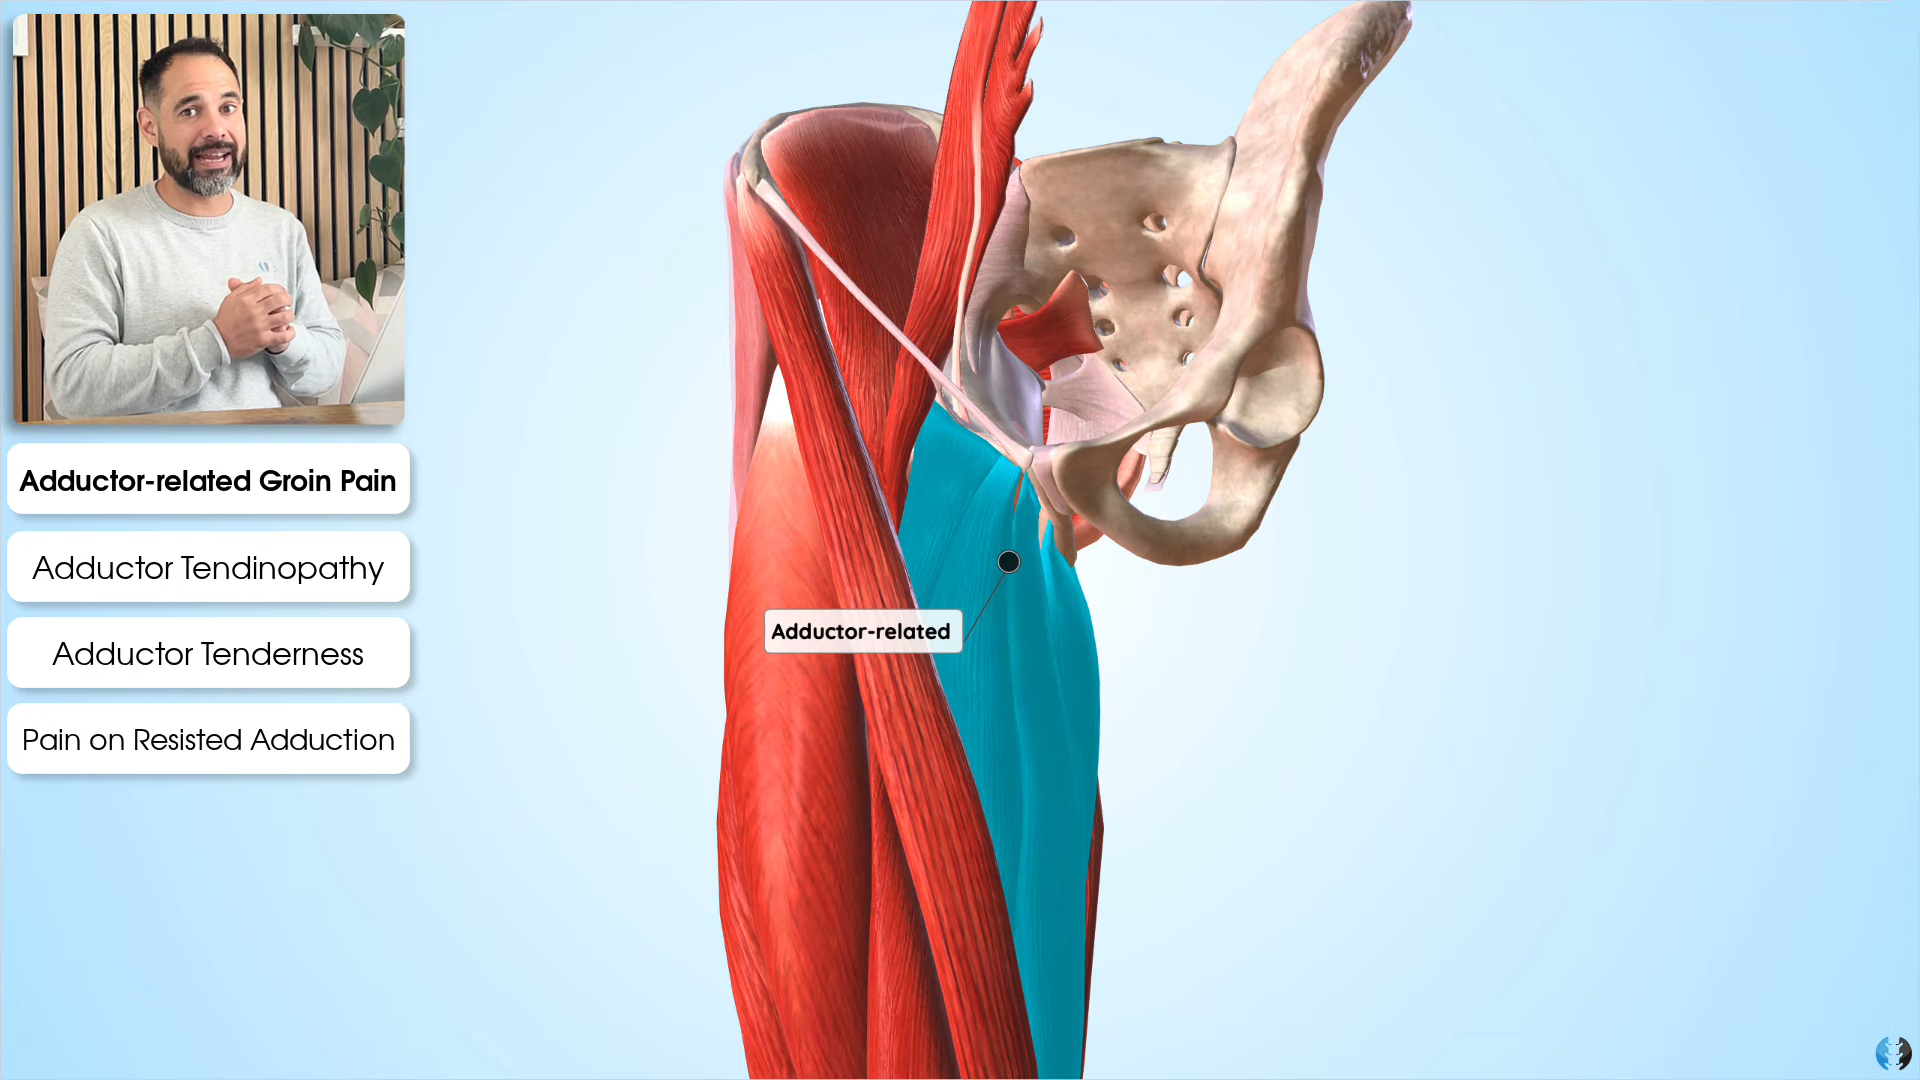 Adductor-related Groin Pain
Adductor Tendinopathy
Adductor Tenderness
Pain on Resisted Adduction
Adductor-related